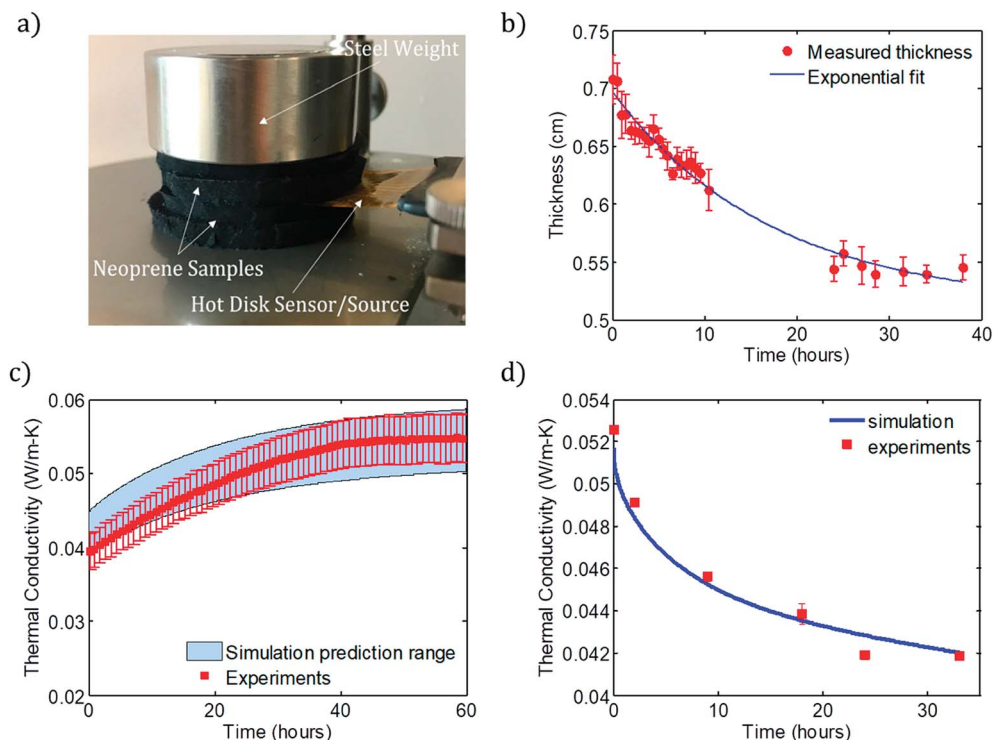 a)
Steel Weight
Neoprene Samples
Hot Disk Sensor/Source
b)
0.75
0.7
0.65
0.6
0.55
0.5
Thickness (cm)
Measured thickness
Exponential fit
0
10
20
30
40
Time (hours)
c)
0.06
0.05
0.04
0.03
0.02
Thermal Conductivity (W/m-K)
Simulation prediction range
Experiments
0
20
40
60
Time (hours)
d)
0.054
0.052
0.05
0.048
0.046
0.044
0.042
0.04
Thermal Conductivity (W/m-K)
simulation
experiments
0
10
20
30
Time (hours)